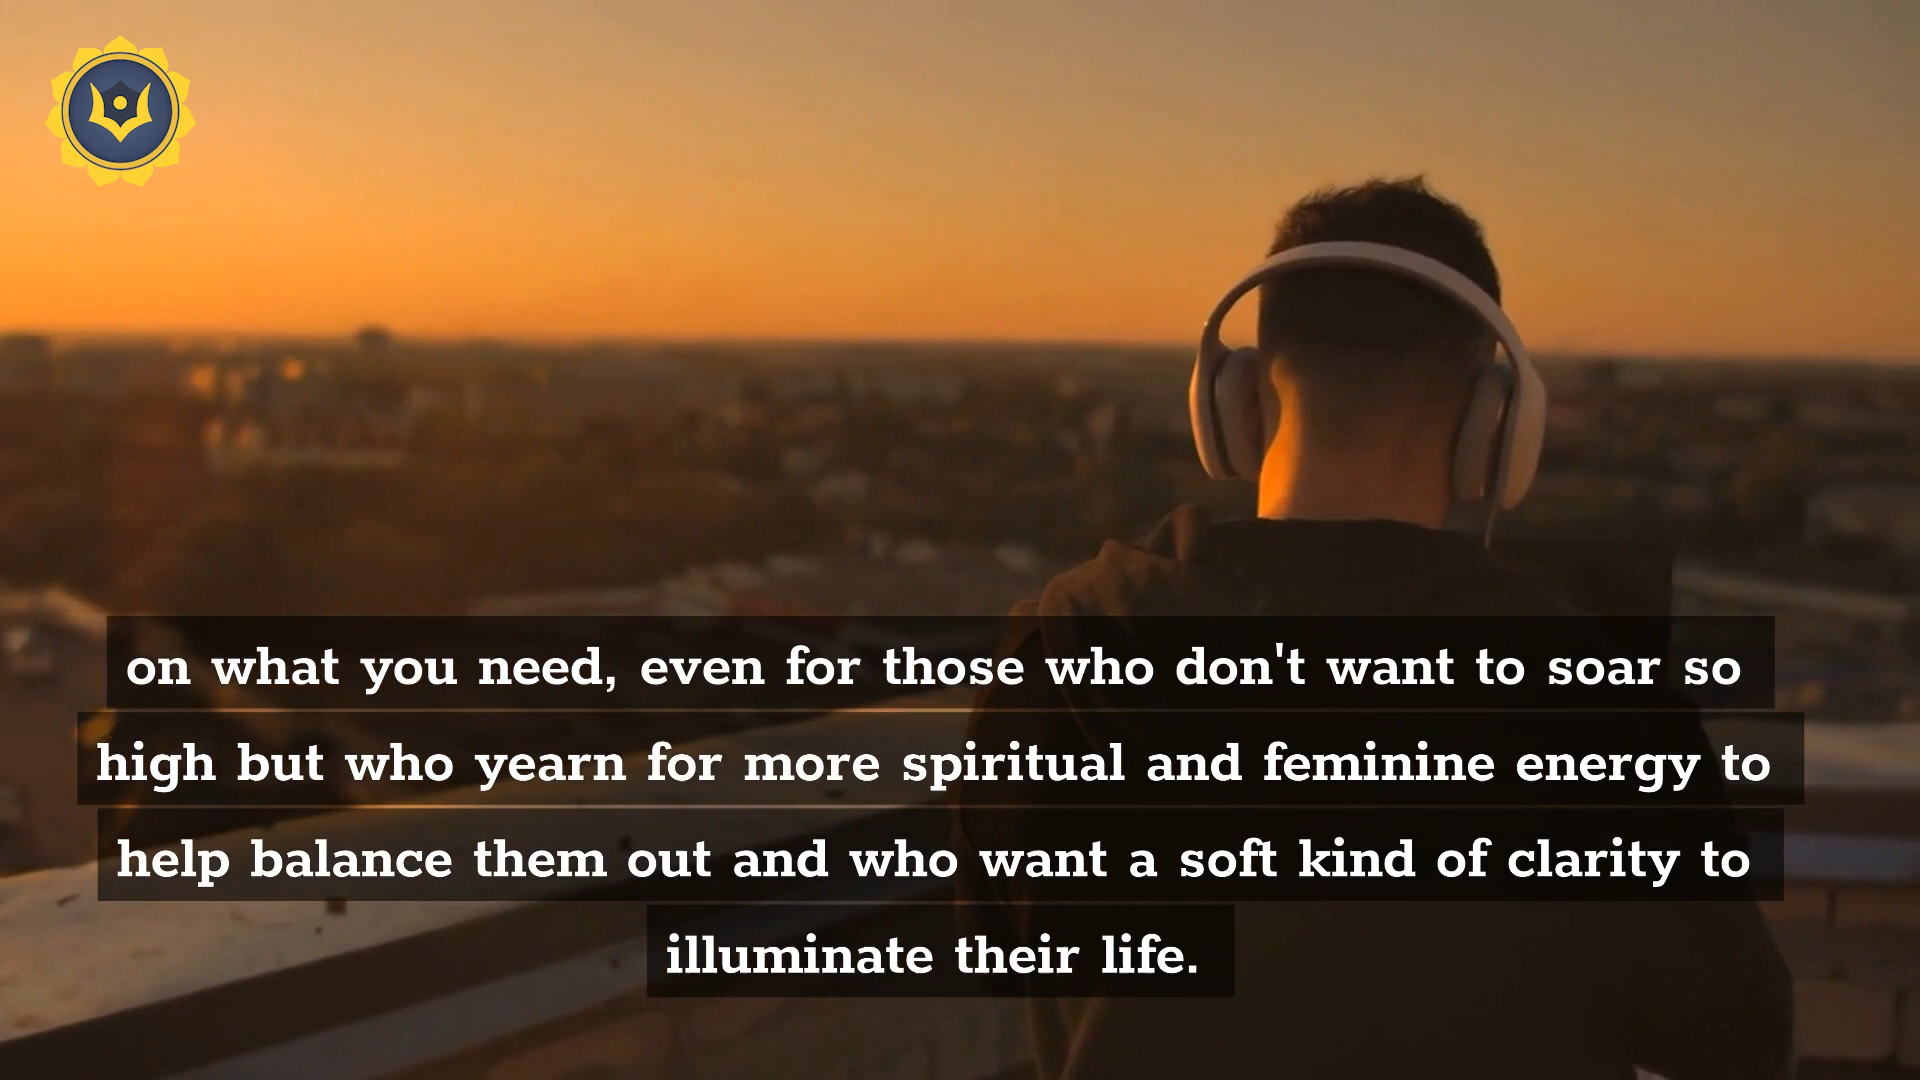 on what you need, even for those who don't want to soar so
high but who yearn for more spiritual and feminine energy to
help balance them out and who want a soft kind of clarity to
illuminate their life.